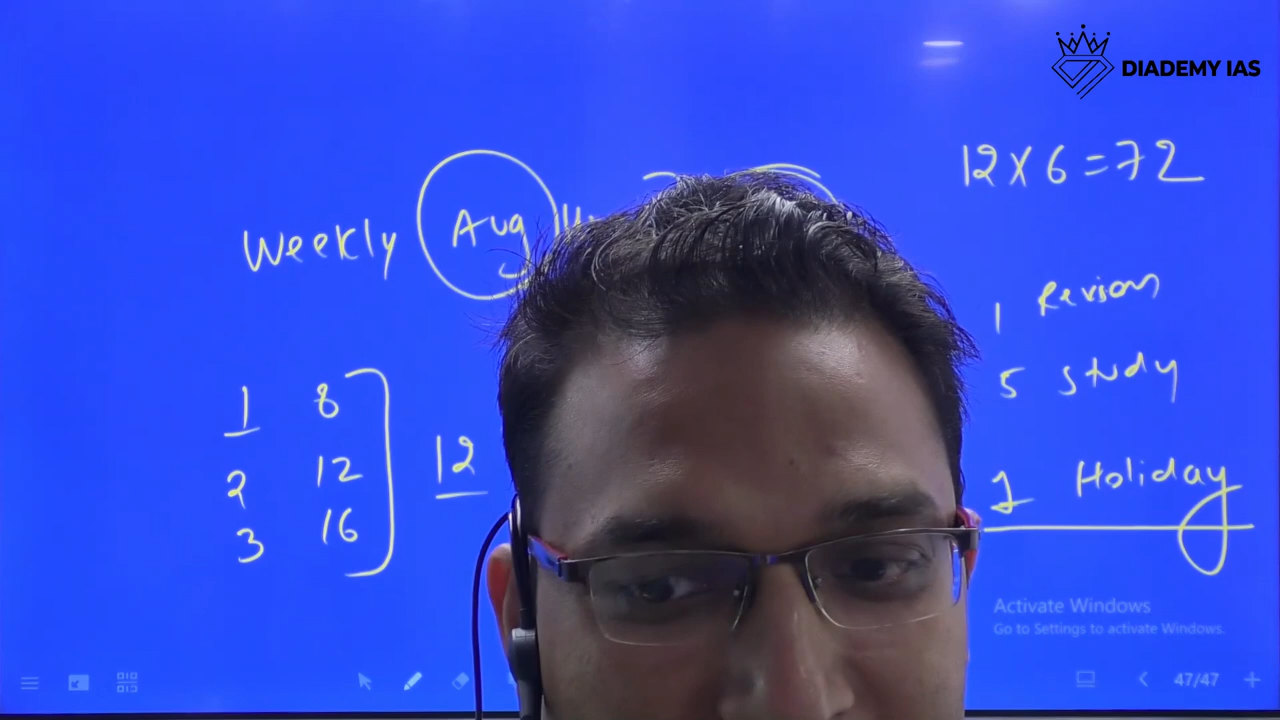 DIADEMY IAS
12 X 6 = 72
Weekly Avg
1 Revison
5 study
1 Holiday
1 8
2 12
3 16
12
Activate Windows
Go to Settings to activate Windows.
47/47